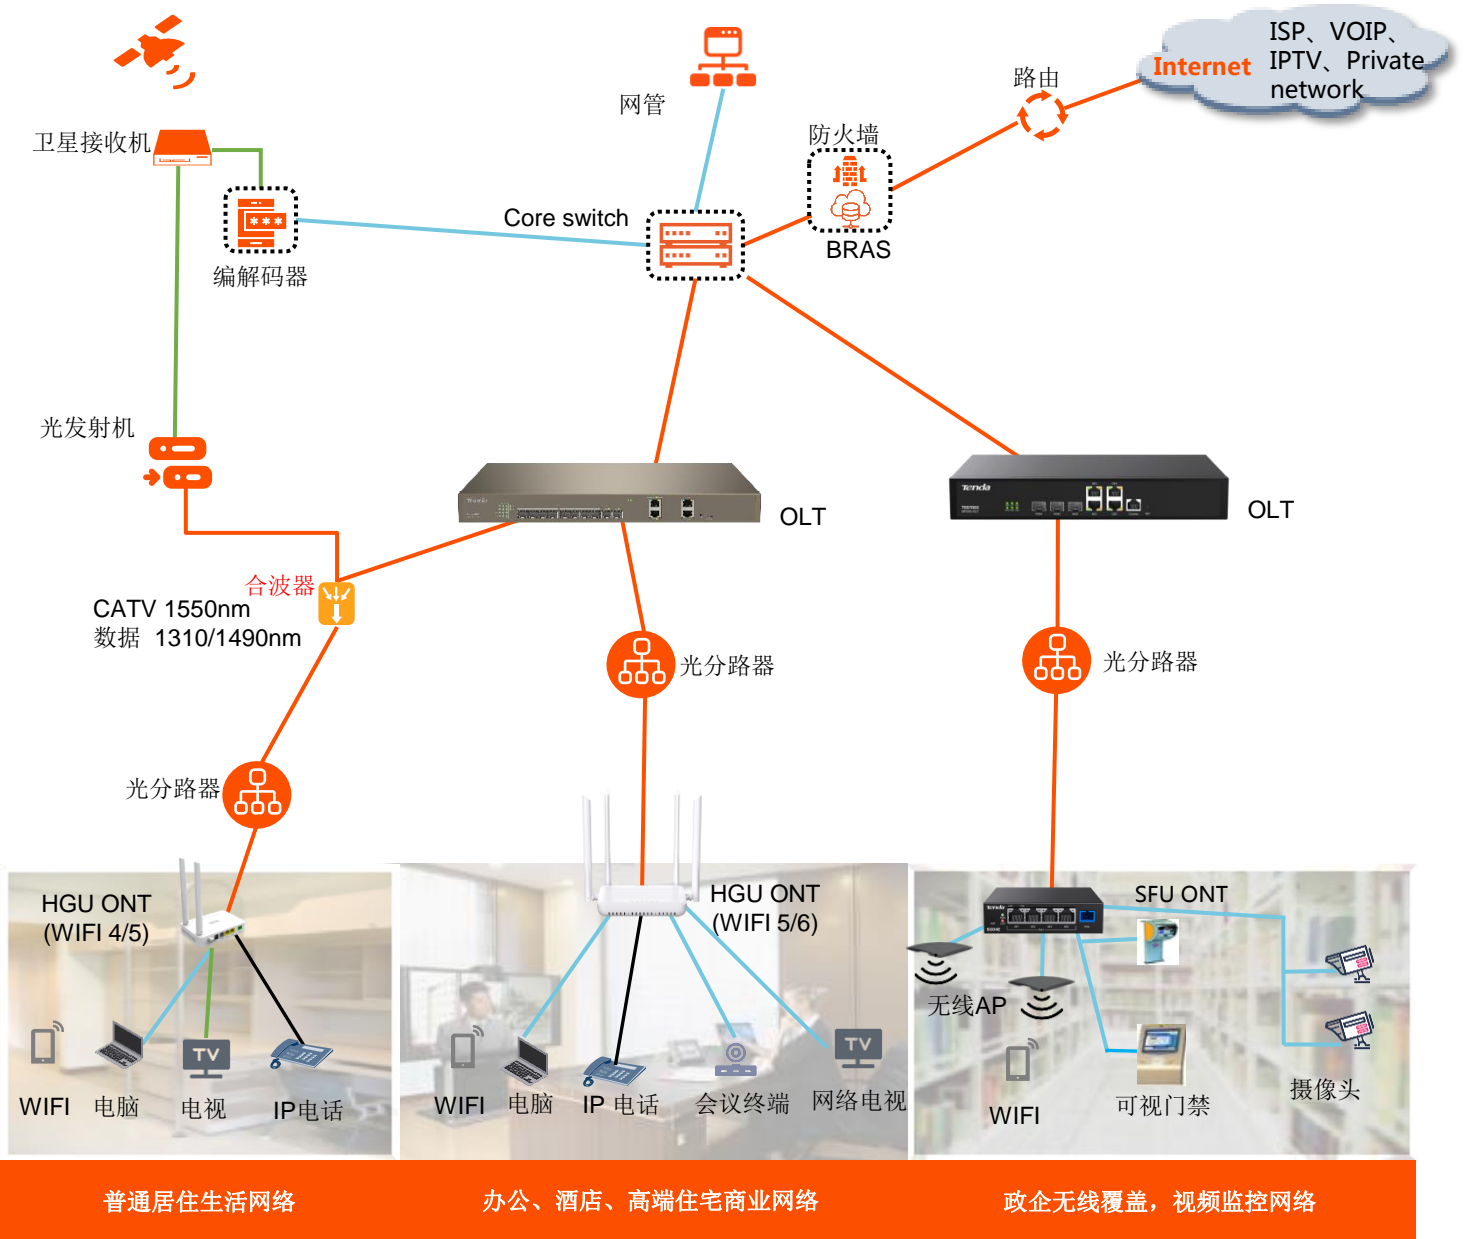 ISP、VOIP、
Internet
IPTV、Private
network
路由
网管
防火墙
卫星接收机
***
Core switch
BRAS
编解码器
光发射机
Tenda
OLT
Tenda
OLT
合波器
CATV 1550nm
数据 1310/1490nm
光分路器
光分路器
光分路器
HGU ONT
(WIFI 4/5)
HGU ONT
(WIFI 5/6)
SFU ONT
Tenda
无线AP
TV
TV
WIFI
电脑
电视
IP电话
WIFI
电脑
IP 电话
会议终端
网络电视
WIFI
可视门禁
摄像头
普通居住生活网络
办公、酒店、高端住宅商业网络
政企无线覆盖，视频监控网络